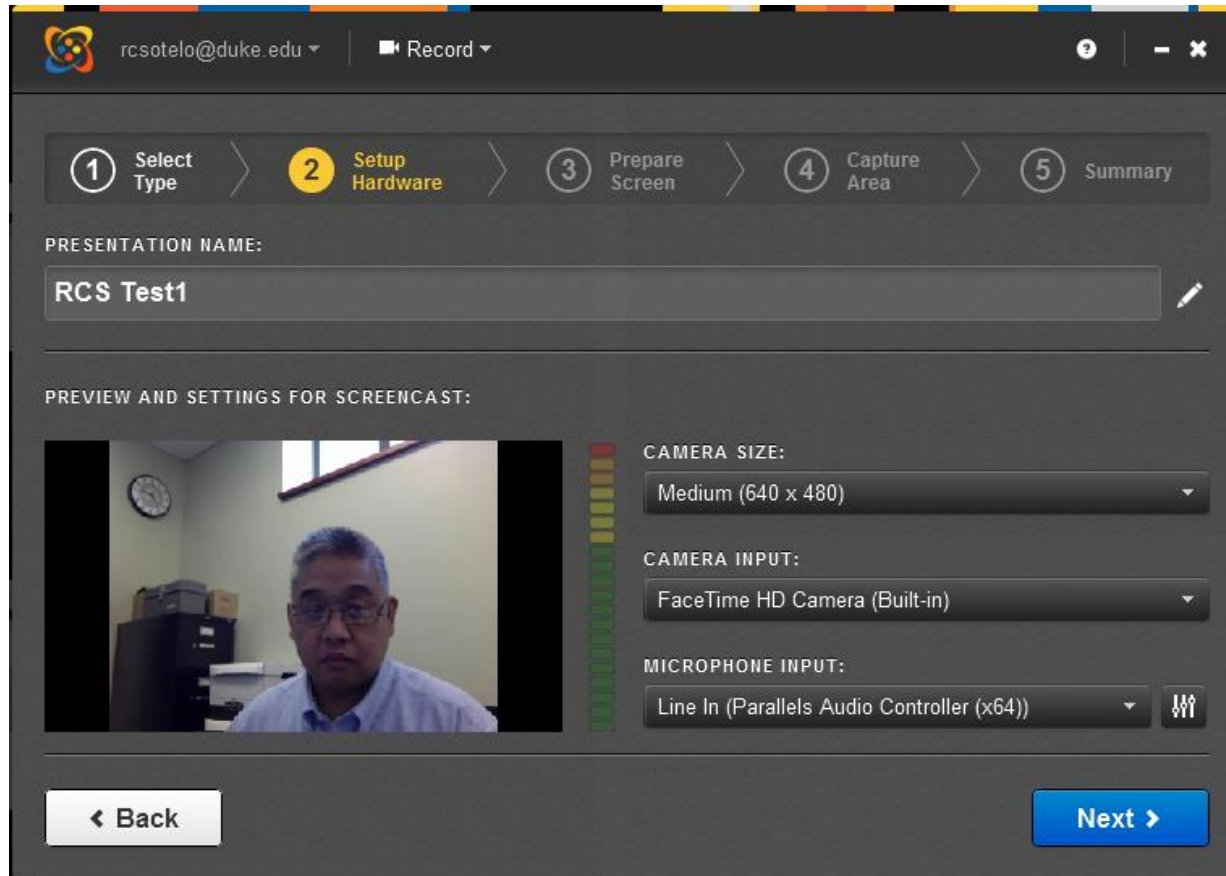 rcsotelo@duke.edu Record
1 Select Type 2 Setup Hardware 3 Prepare Screen 4 Capture Area 5 Summary
PRESENTATION NAME:
RCS Test1
PREVIEW AND SETTINGS FOR SCREENCAST:
CAMERA SIZE:
Medium (640 x 480)
CAMERA INPUT:
FaceTime HD Camera (Built-in)
MICROPHONE INPUT:
Line In (Parallels Audio Controller (x64))
Back Next